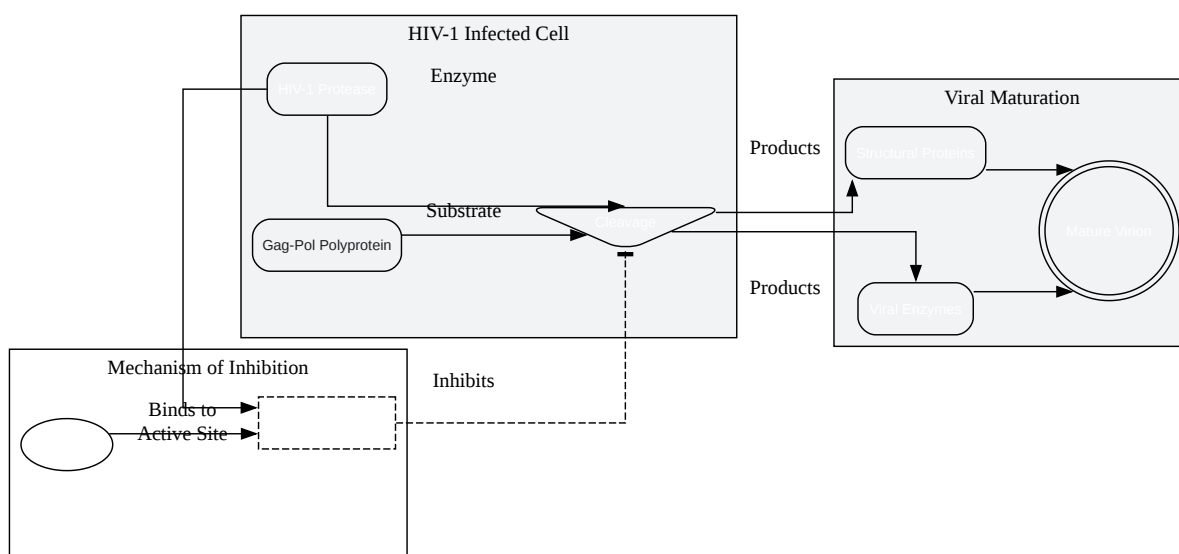 HIV-1 Infected Cell
Enzyme
HIV-1 Protease
Viral Maturation
Products
Structural Proteins
Substrate
Cleavage
Gag-Pol Polyprotein
Mature Virion
Products
Viral Enzymes
Mechanism of Inhibition
Inhibits
Binds to
Active Site